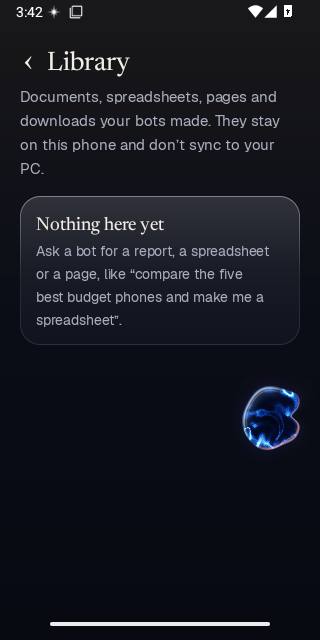 3:42
Library
Documents, spreadsheets, pages and
downloads your bots made. They stay
on this phone and don't sync to your
PC.
Nothing here yet
Ask a bot for a report, a spreadsheet
or a page, like “compare the five
best budget phones and make me a
spreadsheet”.